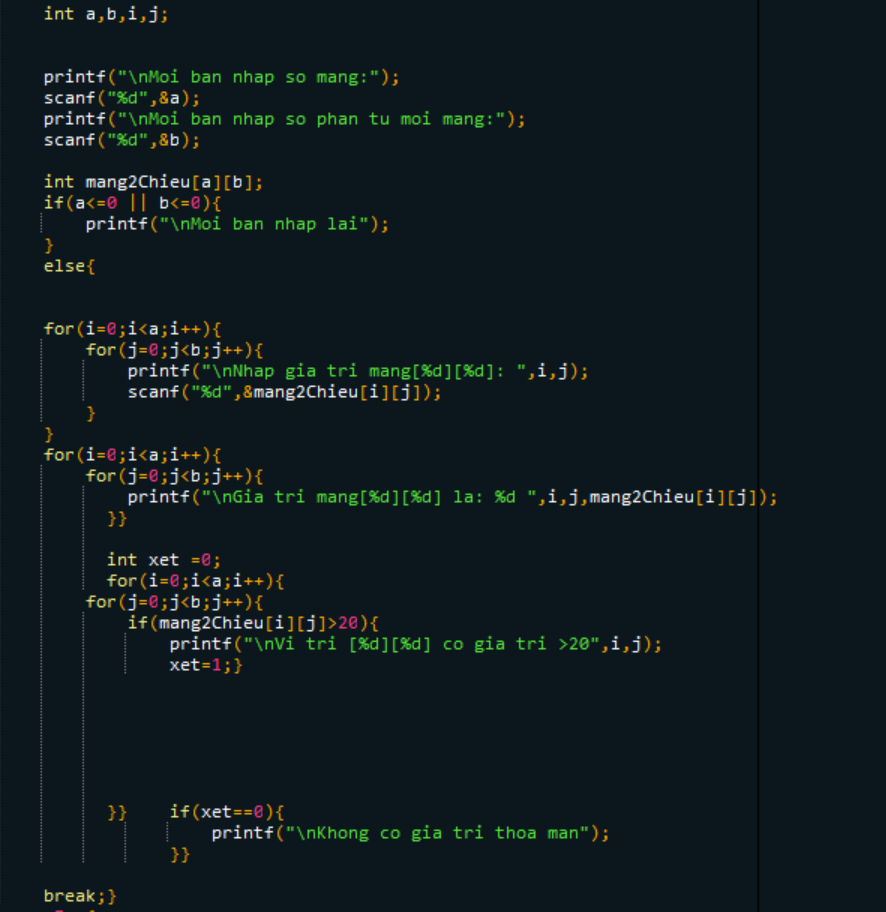 int a,b,i,j;
printf("\nMoi ban nhap so mang:");
scanf("%d",&a);
printf("\nMoi ban nhap so phan tu moi mang:");
scanf("%d",&b);
int mang2Chieu[a][b];
if(a<=0 || b<=0){
printf("\nMoi ban nhap lai");
}
else{
for(i=0;i<a;i++){
for(j=0;j<b;j++){
printf("\nNhap gia tri mang[%d][%d]: ",i,j);
scanf("%d",&mang2Chieu[i][j]);
}
}
for(i=0;i<a;i++){
for(j=0;j<b;j++){
printf("\nGia tri mang[%d][%d] la: %d ",i,j,mang2Chieu[i][j]);
}}
int xet =0;
for(i=0;i<a;i++){
for(j=0;j<b;j++){
if(mang2Chieu[i][j]>20){
printf("\nVi tri [%d][%d] co gia tri >20",i,j);
xet=1;}
}} if(xet==0){
printf("\nKhong co gia tri thoa man");
}}
break;}